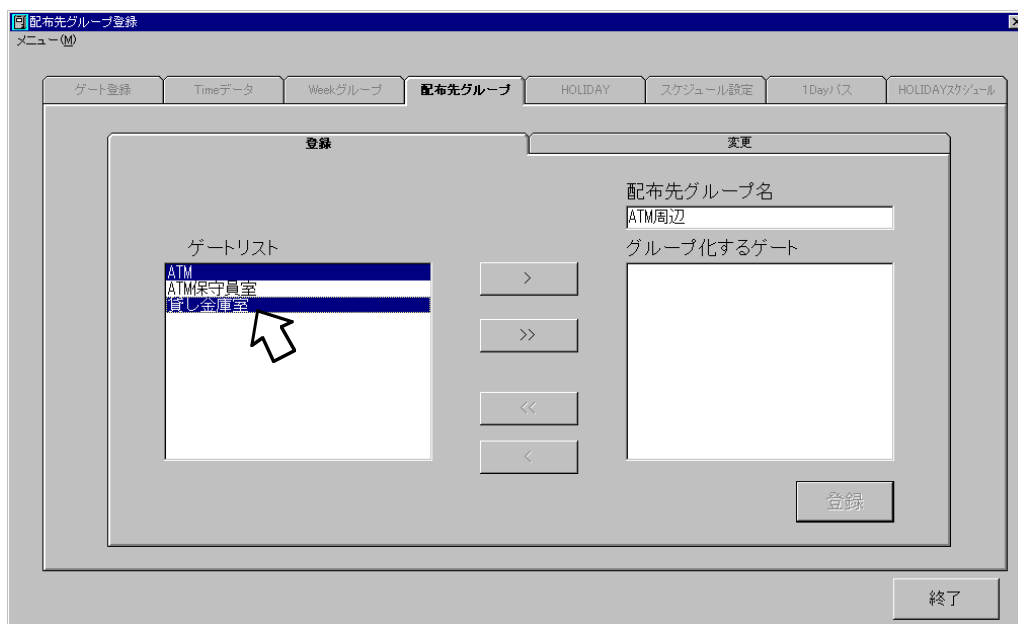 配布先グループ登録
メニュー(M)
ゲート登録 Timeデータ Weekグループ 配布先グループ HOLIDAY スケジュール設定 1Dayパス HOLIDAYスケジュール
登録 変更
配布先グループ名
ATM周辺
ゲートリスト グループ化するゲート
ATM
ATM保守員室
貸し金庫室
>
>>
<<
<
登録
終了